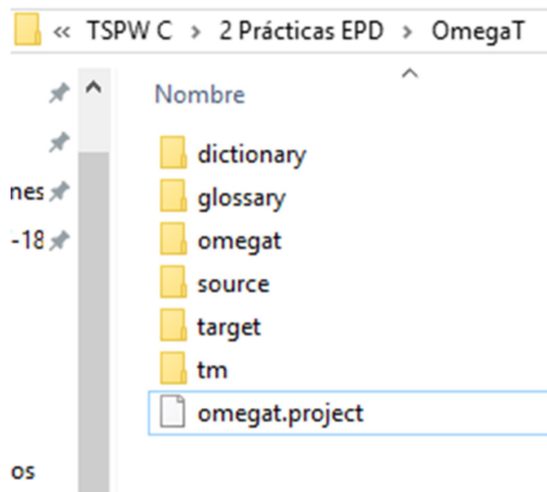 « TSPW C > 2 Prácticas EPD > OmegaT
Nombre
dictionary
nes
glossary
-18
omegat
source
target
tm
omegat.project
os